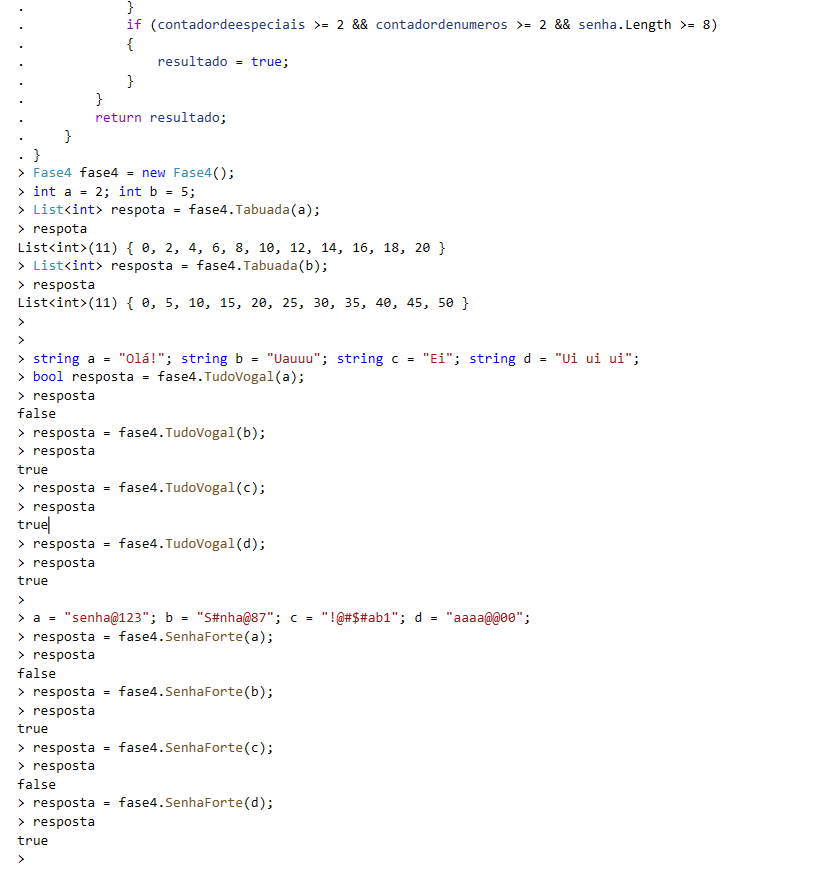 .             }
.             if (contadordeespeciais >= 2 && contadordenumeros >= 2 && senha.Length >= 8)
.             {
.                 resultado = true;
.             }
.         }
.         return resultado;
.     }
. }
> Fase4 fase4 = new Fase4();
> int a = 2; int b = 5;
> List<int> respota = fase4.Tabuada(a);
> respota
List<int>(11) { 0, 2, 4, 6, 8, 10, 12, 14, 16, 18, 20 }
> List<int> resposta = fase4.Tabuada(b);
> resposta
List<int>(11) { 0, 5, 10, 15, 20, 25, 30, 35, 40, 45, 50 }
>
>
> string a = "Olá!"; string b = "Uauuu"; string c = "Ei"; string d = "Ui ui ui";
> bool resposta = fase4.TudoVogal(a);
> resposta
false
> resposta = fase4.TudoVogal(b);
> resposta
true
> resposta = fase4.TudoVogal(c);
> resposta
true
> resposta = fase4.TudoVogal(d);
> resposta
true
>
> a = "senha@123"; b = "S#nha@87"; c = "!@#$#ab1"; d = "aaaa@@00";
> resposta = fase4.SenhaForte(a);
> resposta
false
> resposta = fase4.SenhaForte(b);
> resposta
true
> resposta = fase4.SenhaForte(c);
> resposta
false
> resposta = fase4.SenhaForte(d);
> resposta
true
>